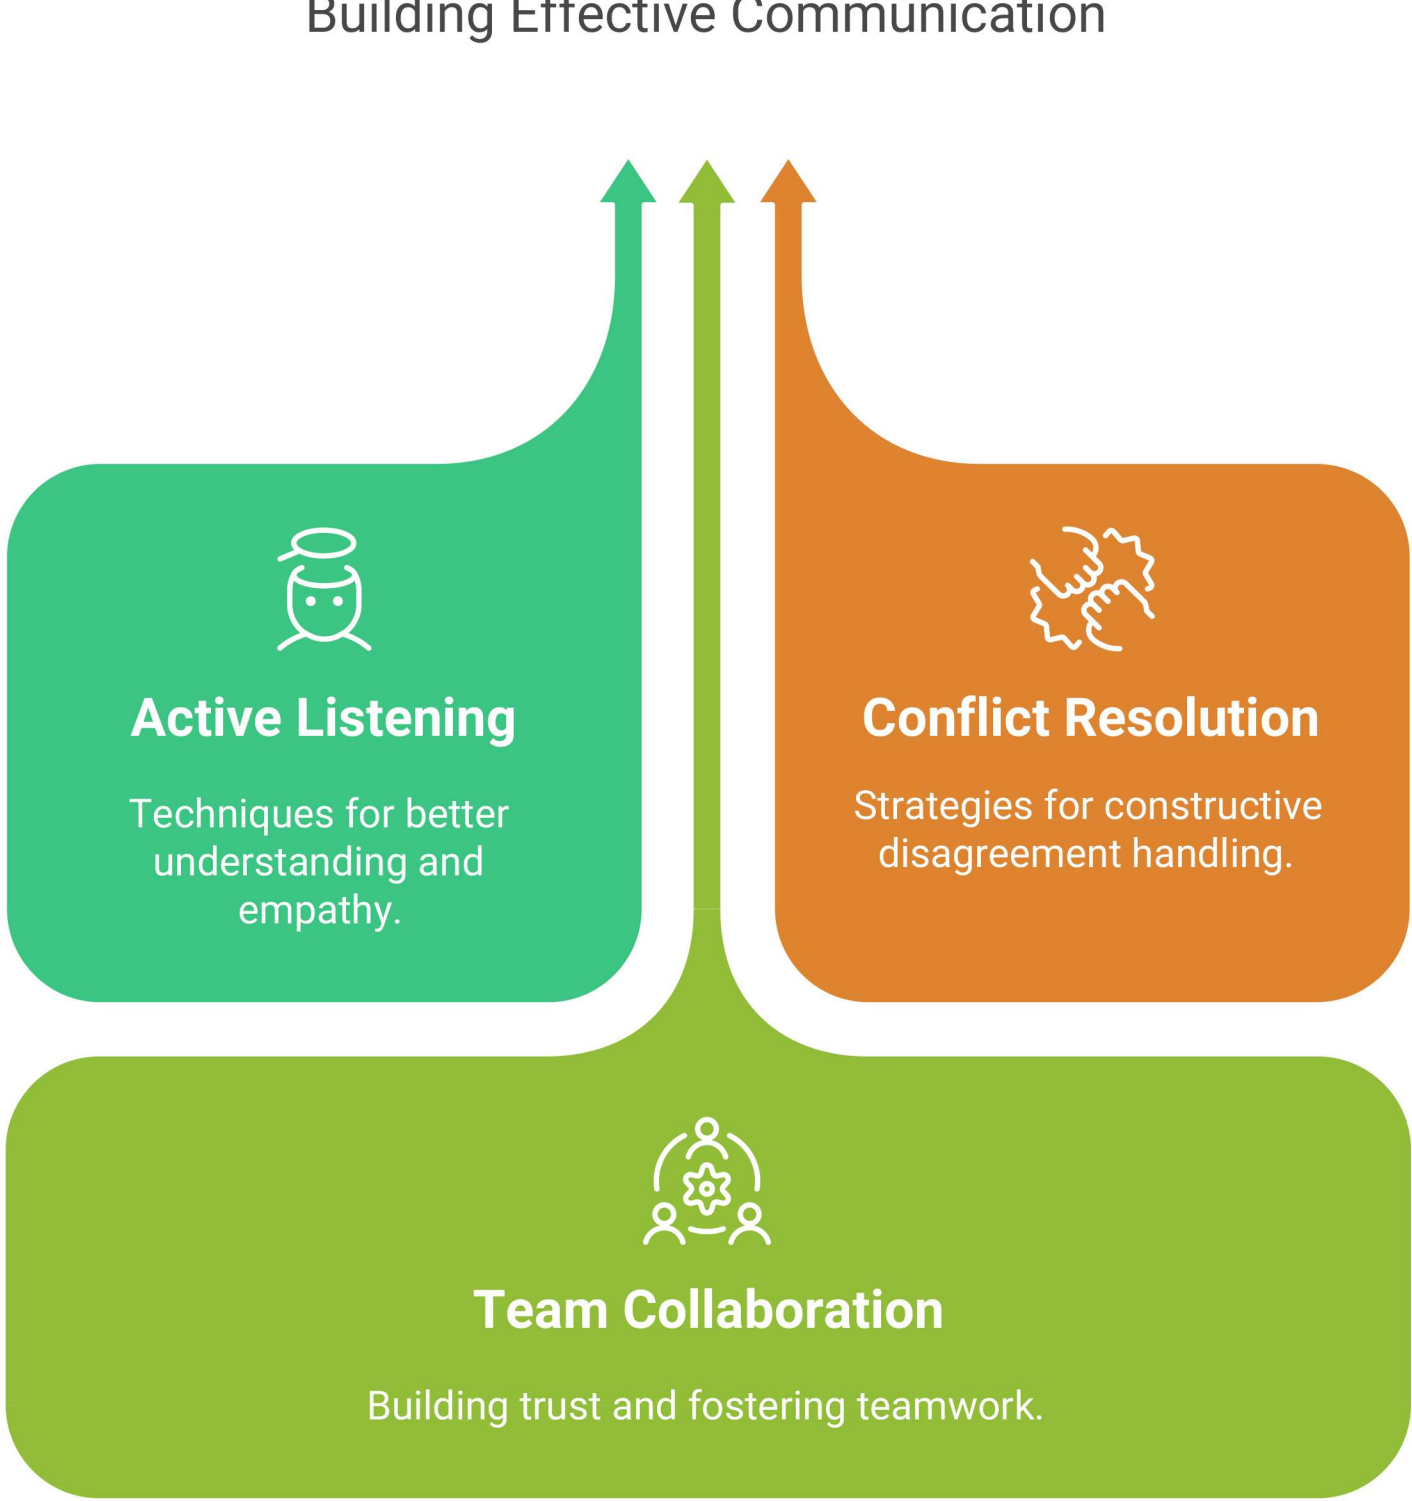 Building Effective Communication
Active Listening
Techniques for better
understanding and
empathy.
Conflict Resolution
Strategies for constructive
disagreement handling.
Team Collaboration
Building trust and fostering teamwork.